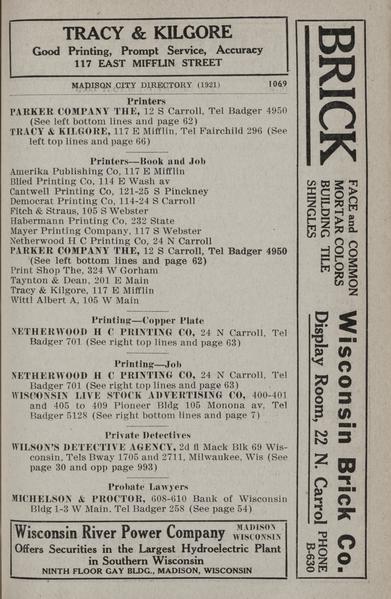 TRACY & KILGORE
Good Printing, Prompt Service, Accuracy
117 EAST MIFFLIN STREET
MADISON CITY DIRECTORY (1921) 1069
Printers
PARKER COMPANY THE, 12 S Carroll, Tel Badger 4950
(See left bottom lines and page 62)
TRACY & KILGORE, 117 E Mifflin, Tel Fairchild 296 (See
left top lines and page 66)
Printers—Book and Job
Amerika Publishing Co, 117 E Mifflin
Blied Printing Co, 114 E Wash av
Cantwell Printing Co, 121-25 S Pinckney
Democrat Printing Co, 114-24 S Carroll
Fitch & Straus, 105 S Webster
Habermann Printing Co, 232 State
Mayer Printing Company, 117 S Webster
Netherwood H C Printing Co, 24 N Carroll
PARKER COMPANY THE, 12 S Carroll, Tel Badger 4950
(See left bottom lines and page 62)
Print Shop The, 324 W Gorham
Taynton & Dean, 201 E Main
Tracy & Kilgore, 117 E Mifflin
Wittl Albert A, 105 W Main
Printing—Copper Plate
NETHERWOOD H C PRINTING CO, 24 N Carroll, Tel
Badger 701 (See right top lines and page 63)
Printing—Job
NETHERWOOD H C PRINTING CO, 24 N Carroll, Tel
Badger 701 (See right top lines and page 63)
WISCONSIN LIVE STOCK ADVERTISING CO, 400-401
and 405 to 409 Pioneer Bldg 105 Monona av, Tel
Badger 5128 (See right bottom lines and page 7)
Private Detectives
WILSON'S DETECTIVE AGENCY, 2d fl Mack Blk 69 Wis-
consin, Tels Bway 1705 and 2711, Milwaukee, Wis (See
page 30 and opp page 993)
Probate Lawyers
MICHELSON & PROCTOR, 608-610 Bank of Wisconsin
Bldg 1-3 W Main, Tel Badger 258 (See page 54)
Wisconsin River Power Company MADISON
WISCONSIN
Offers Securities in the Largest Hydroelectric Plant
in Southern Wisconsin
NINTH FLOOR GAY BLDG., MADISON, WISCONSIN
BRICK
FACE and COMMON
MORTAR COLORS
BUILDING TILE
SHINGLES
Wisconsin Brick Co.
Display Room, 22 N. Carrol
PHONE
B-630